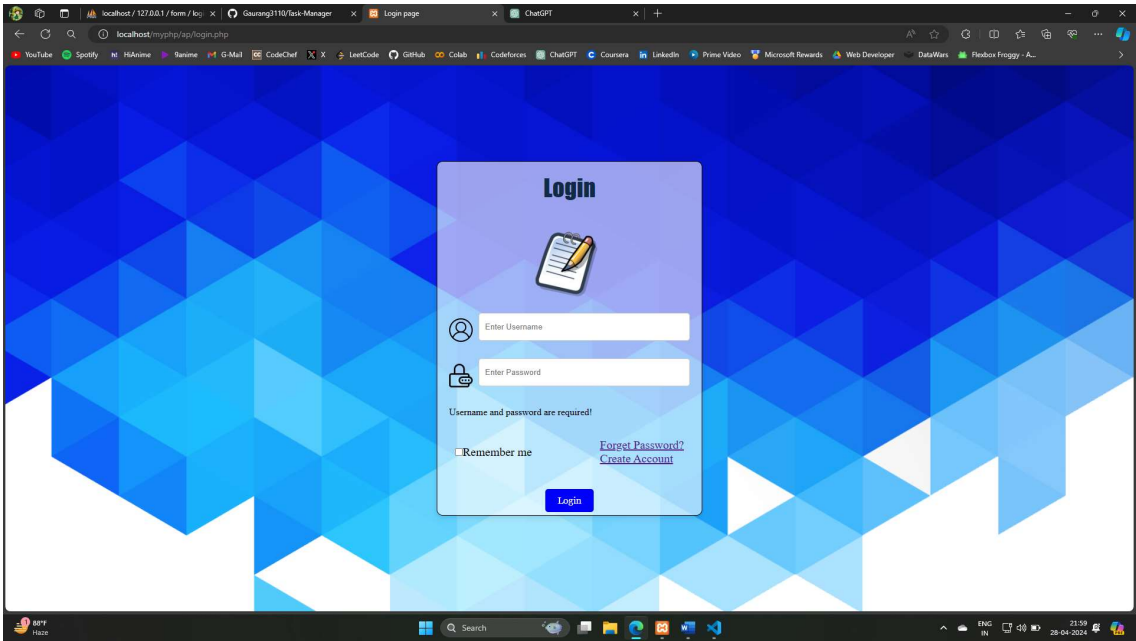 localhost / 127.0.0.1 / form / log
Gaurang3110/Task-Manager
Login page
ChatGPT
localhost/myphp/ap/login.php
YouTube
Spotify
HiAnime
9anime
G-Mail
CodeChef
X
LeetCode
GitHub
Colab
Codeforces
ChatGPT
Coursera
LinkedIn
Prime Video
Microsoft Rewards
Web Developer
DataWars
Flexbox Froggy - A...
Login
Enter Username
Enter Password
Username and password are required!
Remember me
Forget Password?
Create Account
Login
88°F
Haze
Search
ENG
IN
21:59
28-04-2024